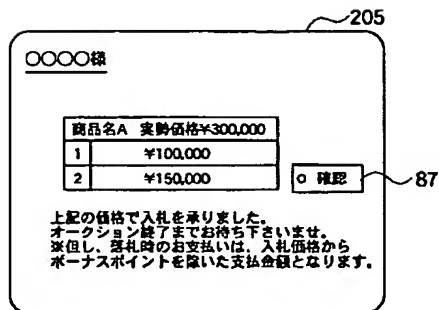 205
〇〇〇〇様
商品名A 実勢価格¥300,000
1 ¥100,000
2 ¥150,000
○ 確認
87
上記の価格で入札を承りました。
オークション終了までお待ち下さいませ。
※但し、落札時のお支払いは、入札価格から
ボーナスポイントを除いた支払金額となります。